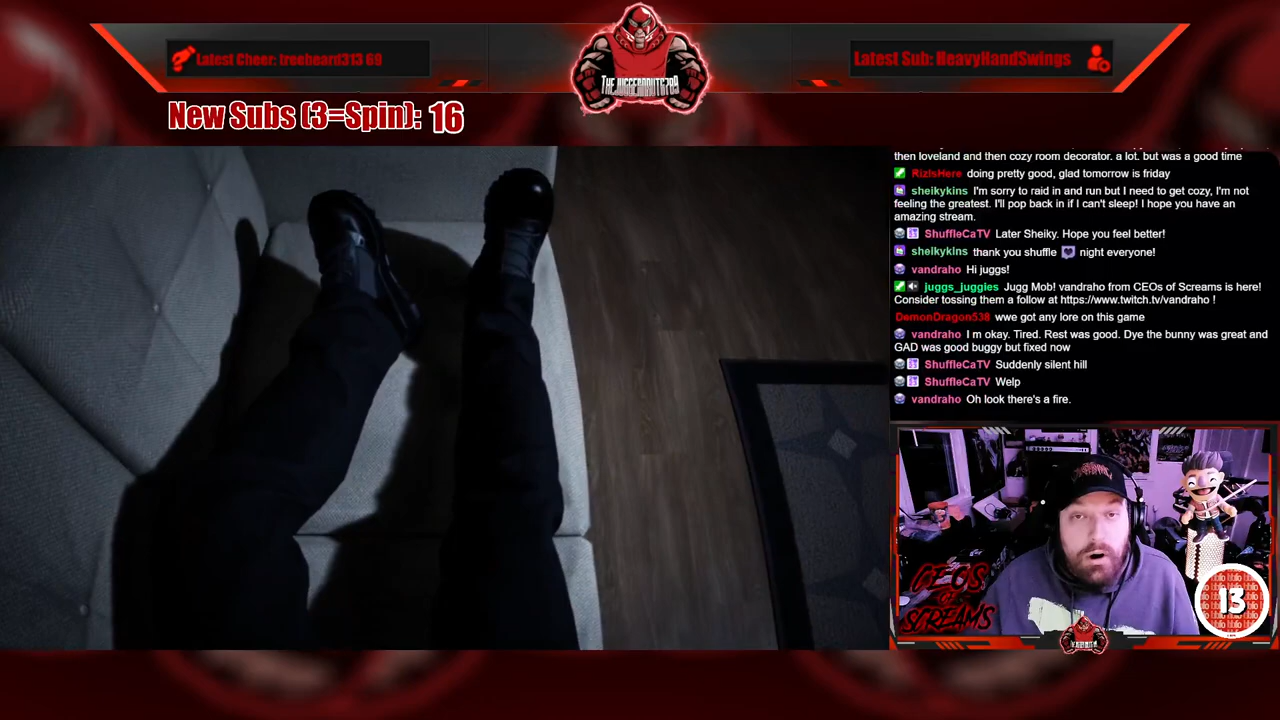 Latest Cheer: treebeard313 69
THEJUGGERNAUT6789
Latest Sub: HeavyHandSwings
New Subs (3=Spin): 16
then loveland and then cozy room decorator. a lot. but was a good time
RizIsHere doing pretty good, glad tomorrow is friday
sheikykins I'm sorry to raid in and run but I need to get cozy, I'm not
feeling the greatest. I'll pop back in if I can't sleep! I hope you have an
amazing stream.
ShuffleCaTV Later Sheiky. Hope you feel better!
sheikykins thank you shuffle night everyone!
vandraho Hi juggs!
juggs_juggies Jugg Mob! vandraho from CEOs of Screams is here!
Consider tossing them a follow at https://www.twitch.tv/vandraho !
DemonDragon538 wwe got any lore on this game
vandraho I m okay. Tired. Rest was good. Dye the bunny was great and
GAD was good buggy but fixed now
ShuffleCaTV Suddenly silent hill
ShuffleCaTV Welp
vandraho Oh look there's a fire.
CEOS
OF
SCREAMS
13